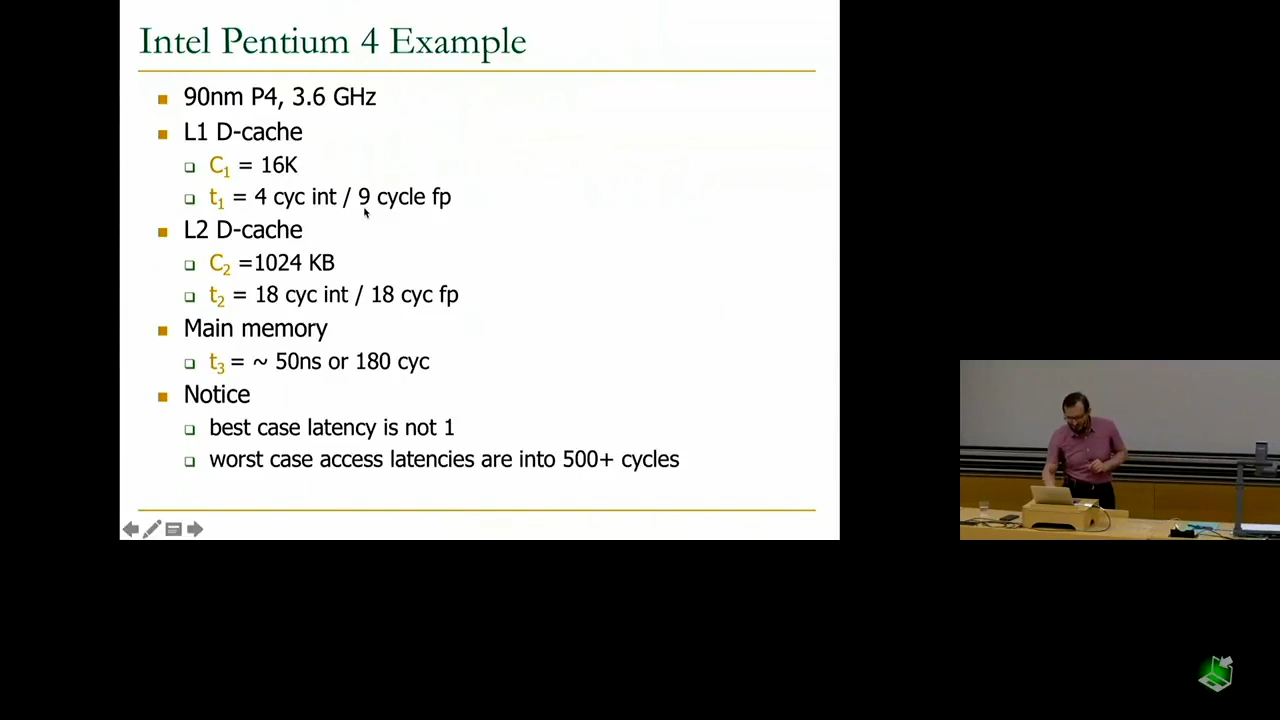 Intel Pentium 4 Example
90nm P4, 3.6 GHz
L1 D-cache
C1 = 16K
t1 = 4 cyc int / 9 cycle fp
L2 D-cache
C2 =1024 KB
t2 = 18 cyc int / 18 cyc fp
Main memory
t3 = ~ 50ns or 180 cyc
Notice
best case latency is not 1
worst case access latencies are into 500+ cycles